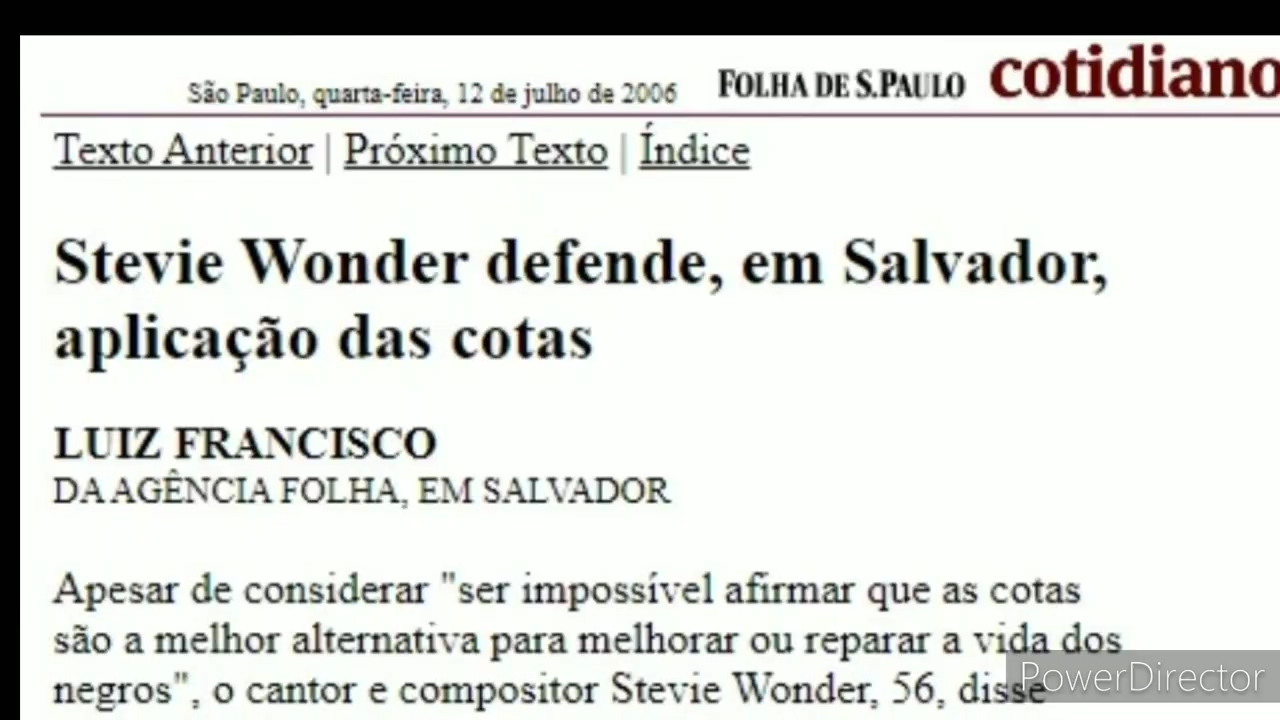 São Paulo, quarta-feira, 12 de julho de 2006 FOLHA DE S.PAULO cotidiano
Texto Anterior | Próximo Texto | Índice
Stevie Wonder defende, em Salvador,
aplicação das cotas
LUIZ FRANCISCO
DA AGÊNCIA FOLHA, EM SALVADOR
Apesar de considerar "ser impossível afirmar que as cotas
são a melhor alternativa para melhorar ou reparar a vida dos
negros", o cantor e compositor Stevie Wonder, 56, disse
PowerDirector